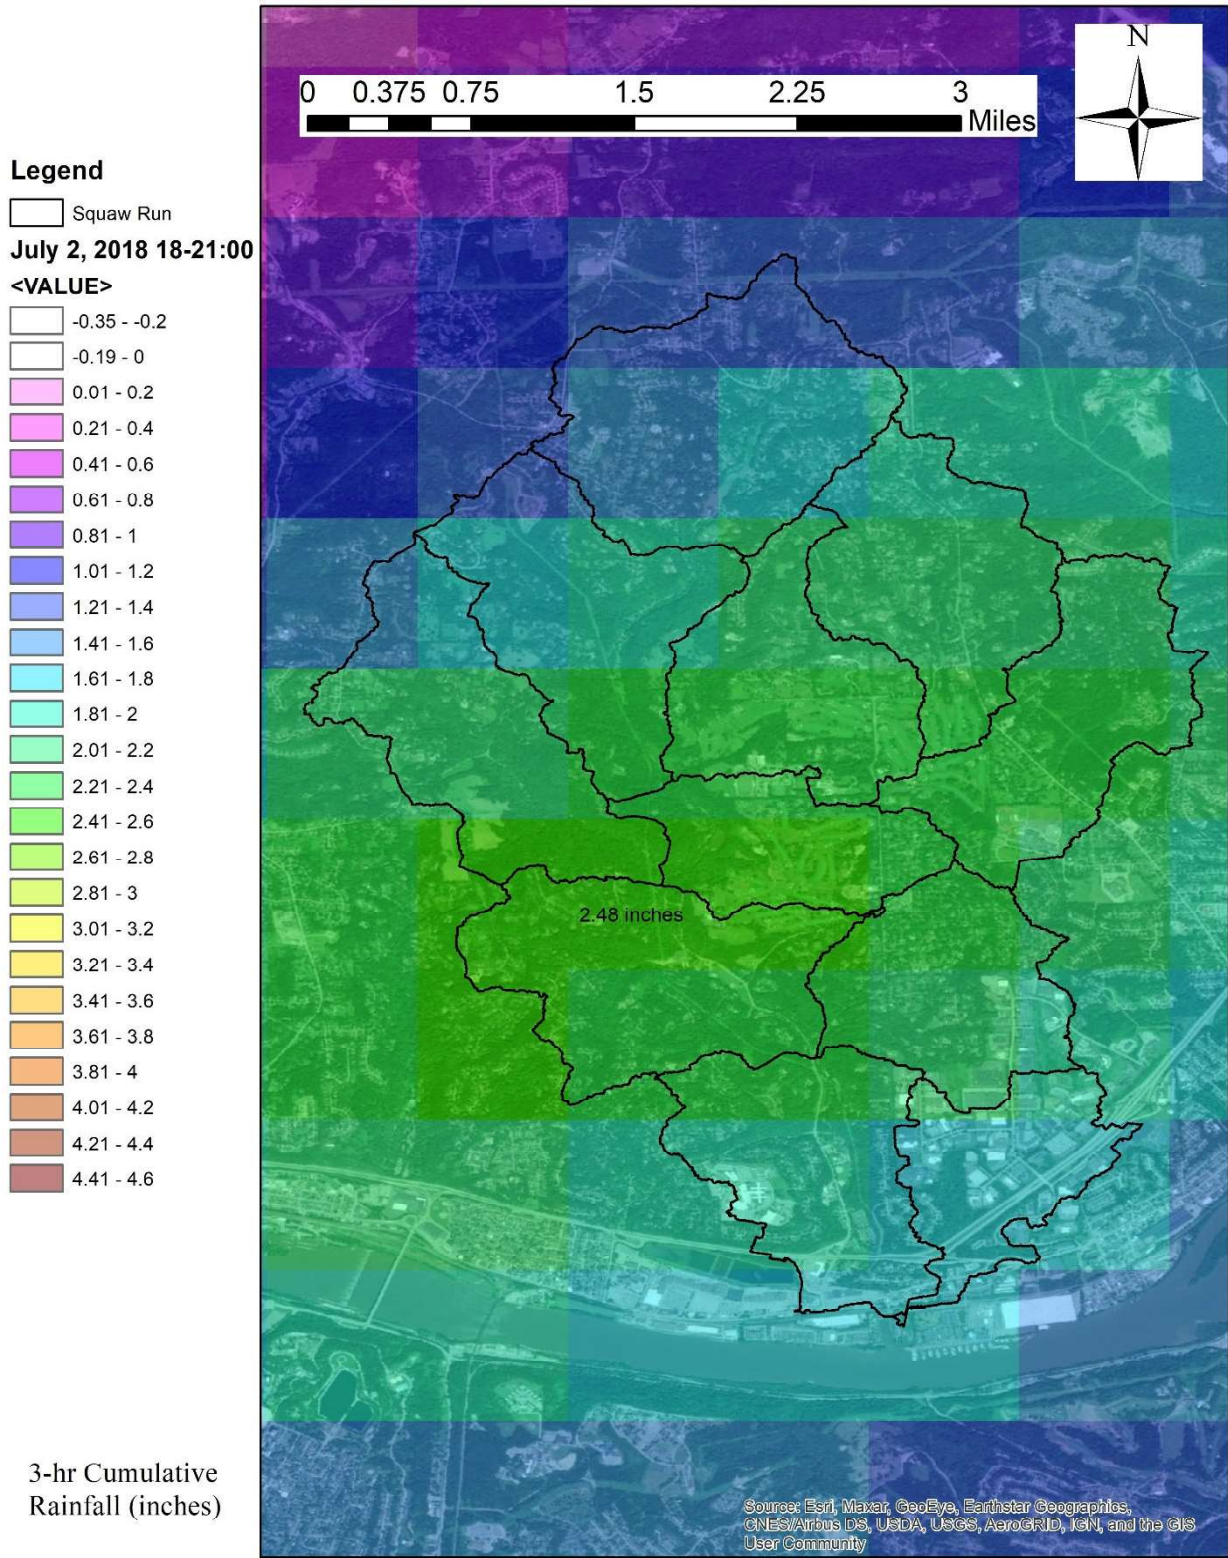 N
0 0.375 0.75 1.5 2.25 3
Miles
Legend
Squaw Run
July 2, 2018 18-21:00
<VALUE>
-0.35 - -0.2
-0.19 - 0
0.01 - 0.2
0.21 - 0.4
0.41 - 0.6
0.61 - 0.8
0.81 - 1
1.01 - 1.2
1.21 - 1.4
1.41 - 1.6
1.61 - 1.8
1.81 - 2
2.01 - 2.2
2.21 - 2.4
2.41 - 2.6
2.61 - 2.8
2.81 - 3
3.01 - 3.2
3.21 - 3.4
3.41 - 3.6
3.61 - 3.8
3.81 - 4
4.01 - 4.2
4.21 - 4.4
4.41 - 4.6
2.48 inches
3-hr Cumulative
Rainfall (inches)
Source: Esri, Maxar, GeoEye, Earthstar Geographics,
CNES/Airbus DS, USDA, USGS, AeroGRID, IGN, and the GIS
User Community